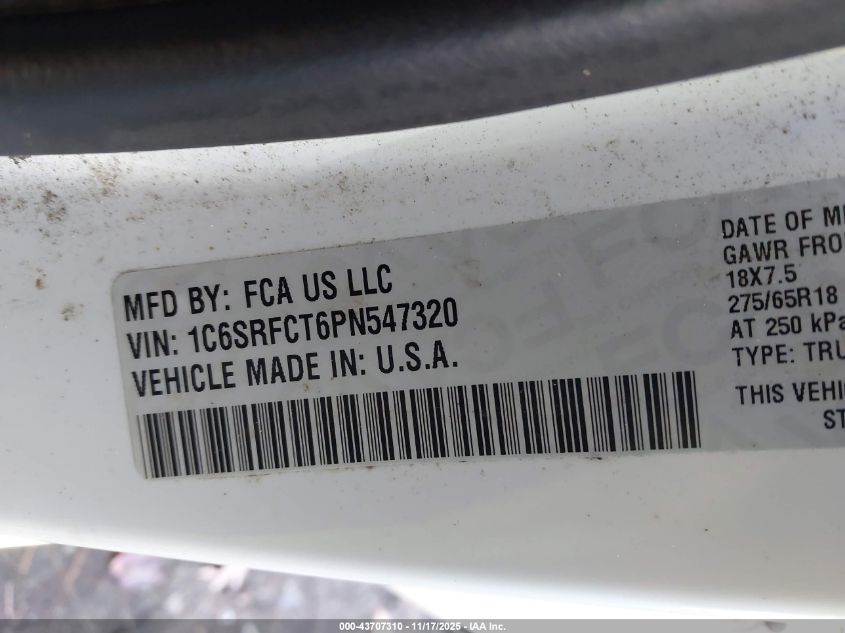 MFD BY: FCA US LLC
VIN: 1C6SRFCT6PN547320
VEHICLE MADE IN: U.S.A.
DATE OF M
GAWR FRO
18X7.5
275/65R18
AT 250 kPa
TYPE: TRU
THIS VEHI
ST
000-43707310 - 11/17/2025 - IAA Inc.